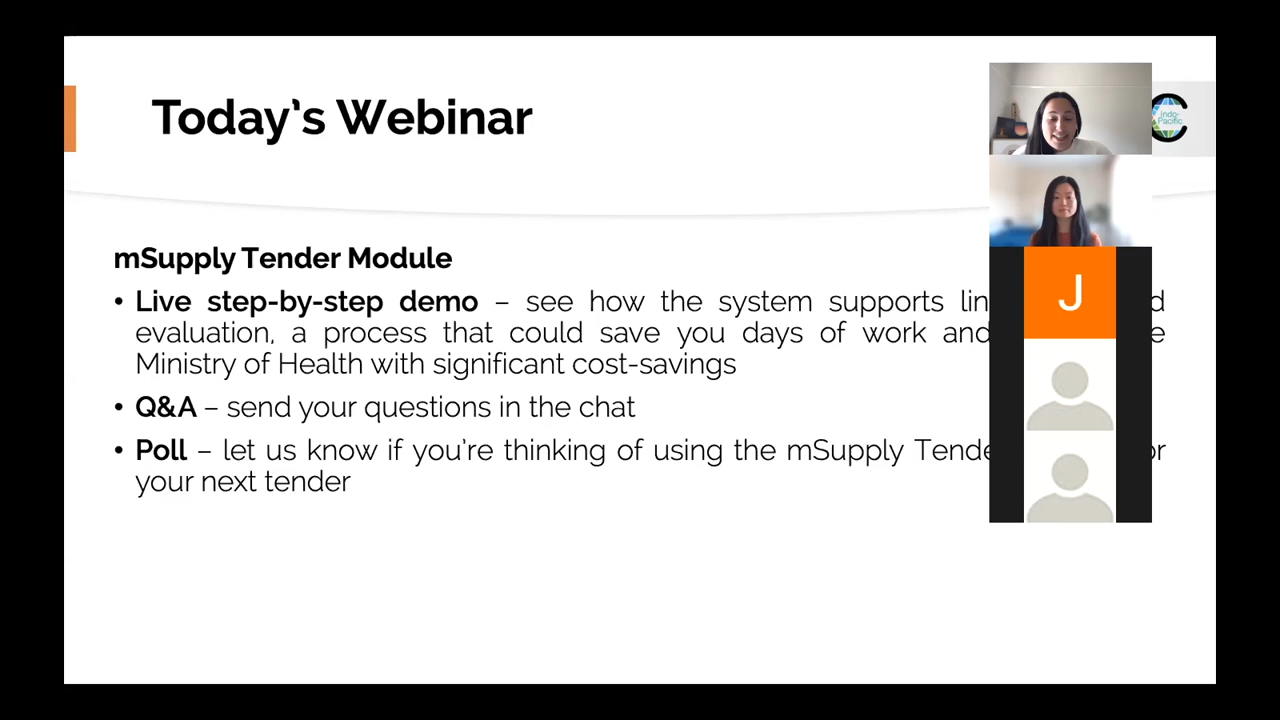 Today's Webinar
Indo-
Pacific
mSupply Tender Module
• Live step-by-step demo – see how the system supports
evaluation, a process that could save you days of work and
Ministry of Health with significant cost-savings
• Q&A – send your questions in the chat
• Poll – let us know if you're thinking of using the mSupply
your next tender
J